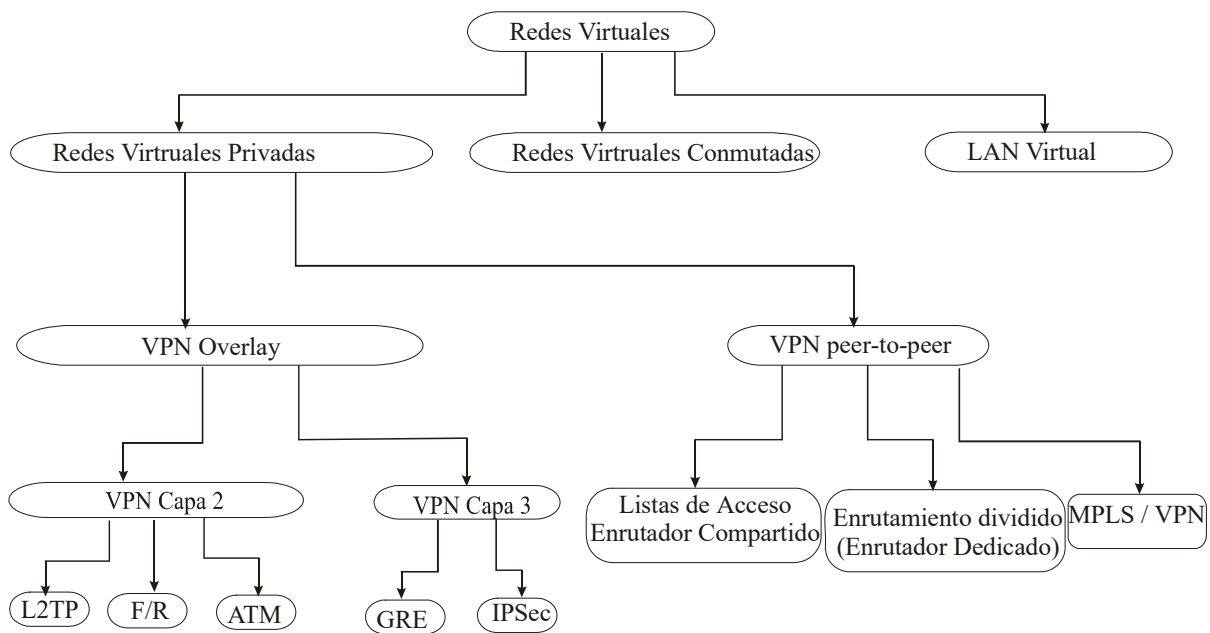 Redes Virtuales
Redes Virtruales Privadas
Redes Virtruales Conmutadas
LAN Virtual
VPN Overlay
VPN peer-to-peer
VPN Capa 2
VPN Capa 3
Listas de Acceso
Enrutador Compartido
Enrutamiento dividido
(Enrutador Dedicado)
MPLS / VPN
L2TP
F/R
ATM
GRE
IPSec